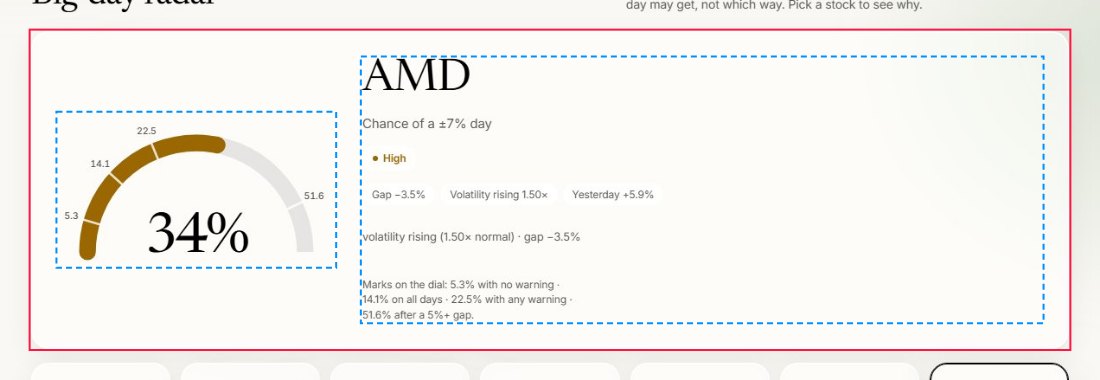 Big-day radar
day may get, not which way. Pick a stock to see why.
AMD
Chance of a ±7% day
High
Gap −3.5% Volatility rising 1.50× Yesterday +5.9%
volatility rising (1.50× normal) · gap −3.5%
Marks on the dial: 5.3% with no warning ·
14.1% on all days · 22.5% with any warning ·
51.6% after a 5%+ gap.
22.5
14.1
51.6
5.3
34%